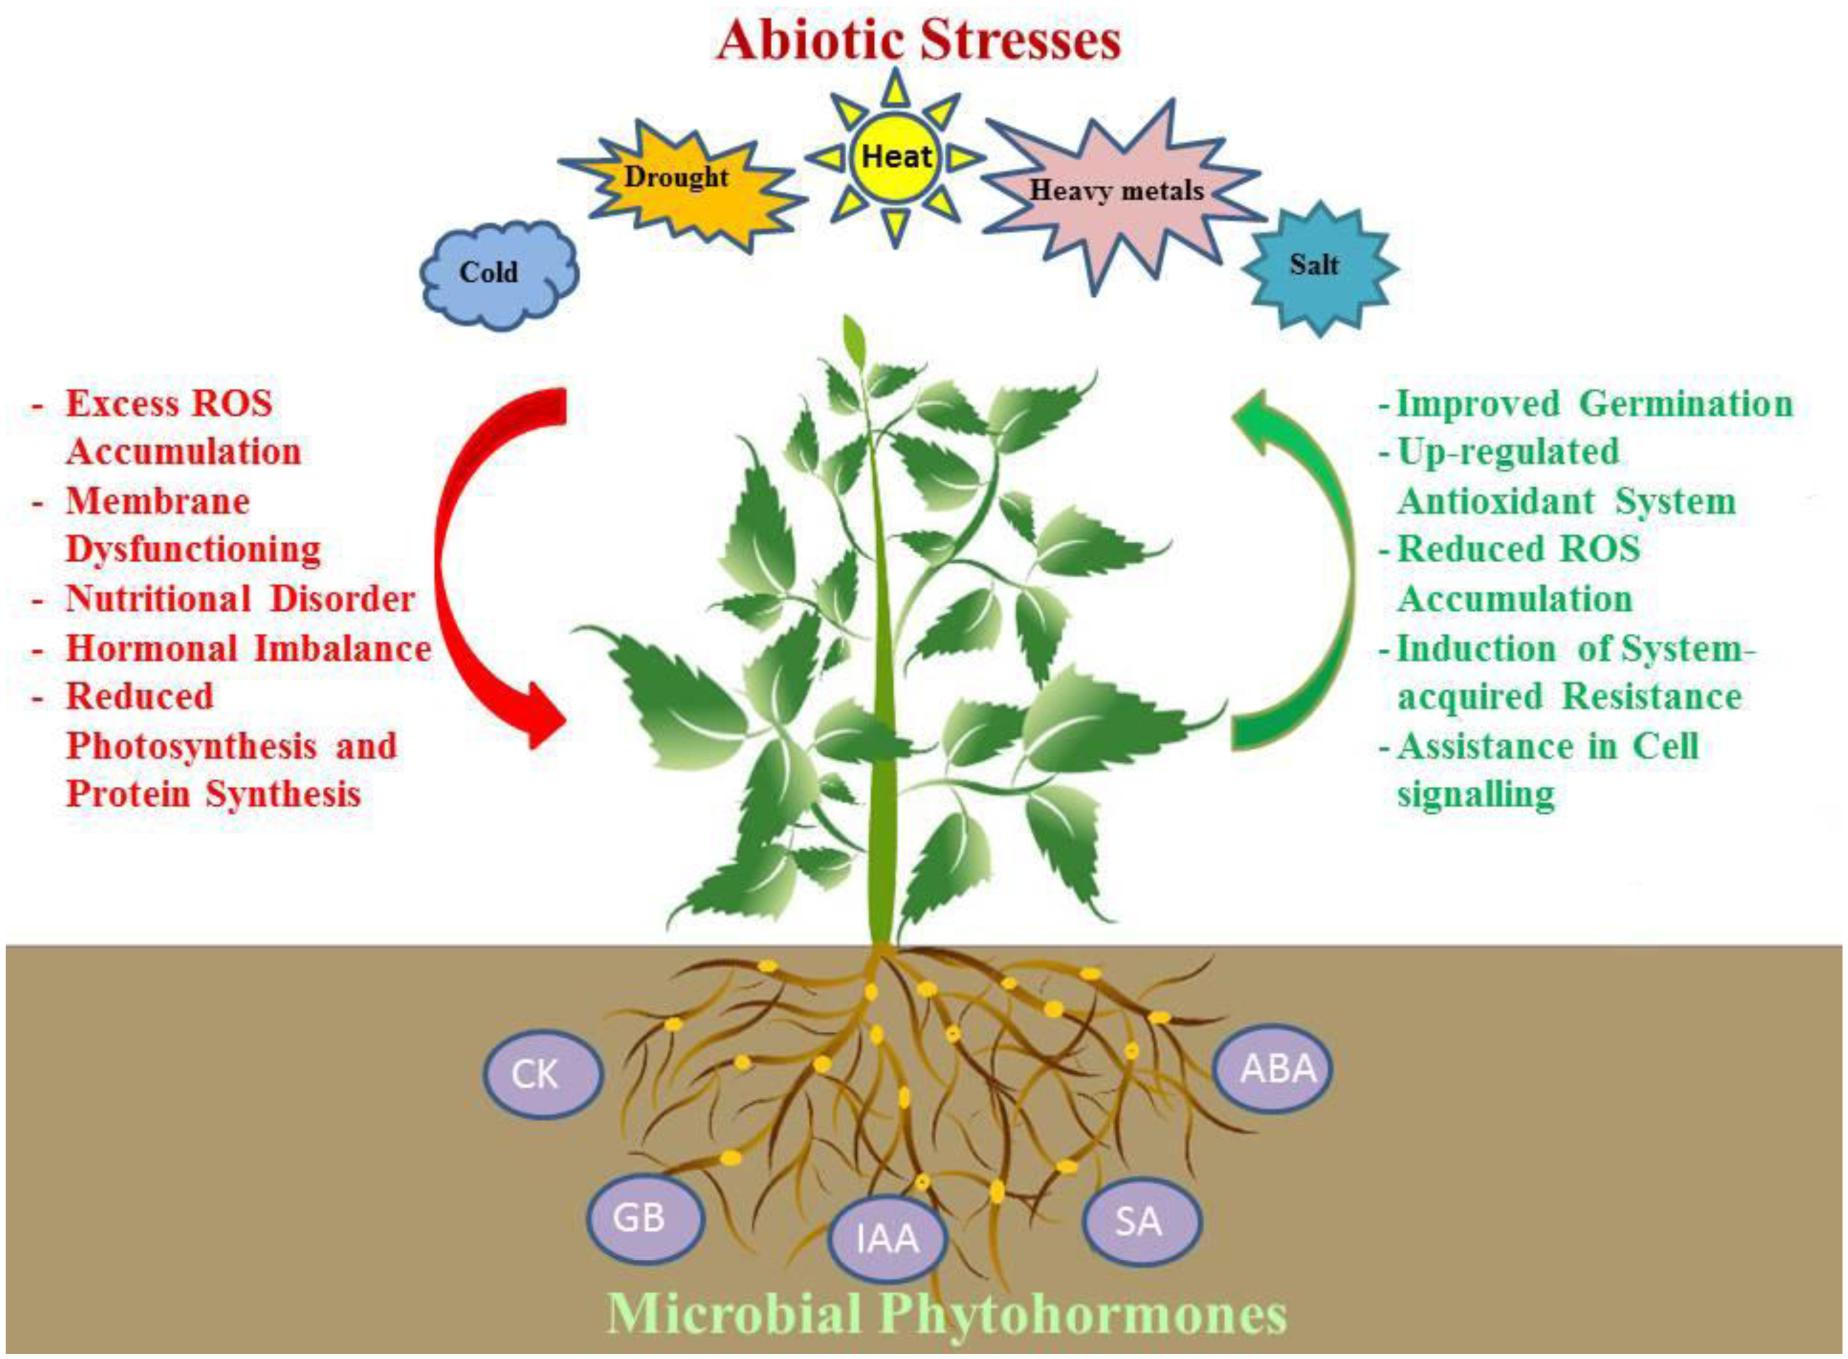 Abiotic Stresses
Heat
Drought
Heavy metals
Cold
Salt
- Excess ROS
Accumulation
- Membrane
Dysfunctioning
- Nutritional Disorder
- Hormonal Imbalance
- Reduced
Photosynthesis and
Protein Synthesis
-Improved Germination
-Up-regulated
Antioxidant System
-Reduced ROS
Accumulation
-Induction of System-
acquired Resistance
-Assistance in Cell
signalling
CK
GB
IAA
SA
ABA
Microbial Phytohormones